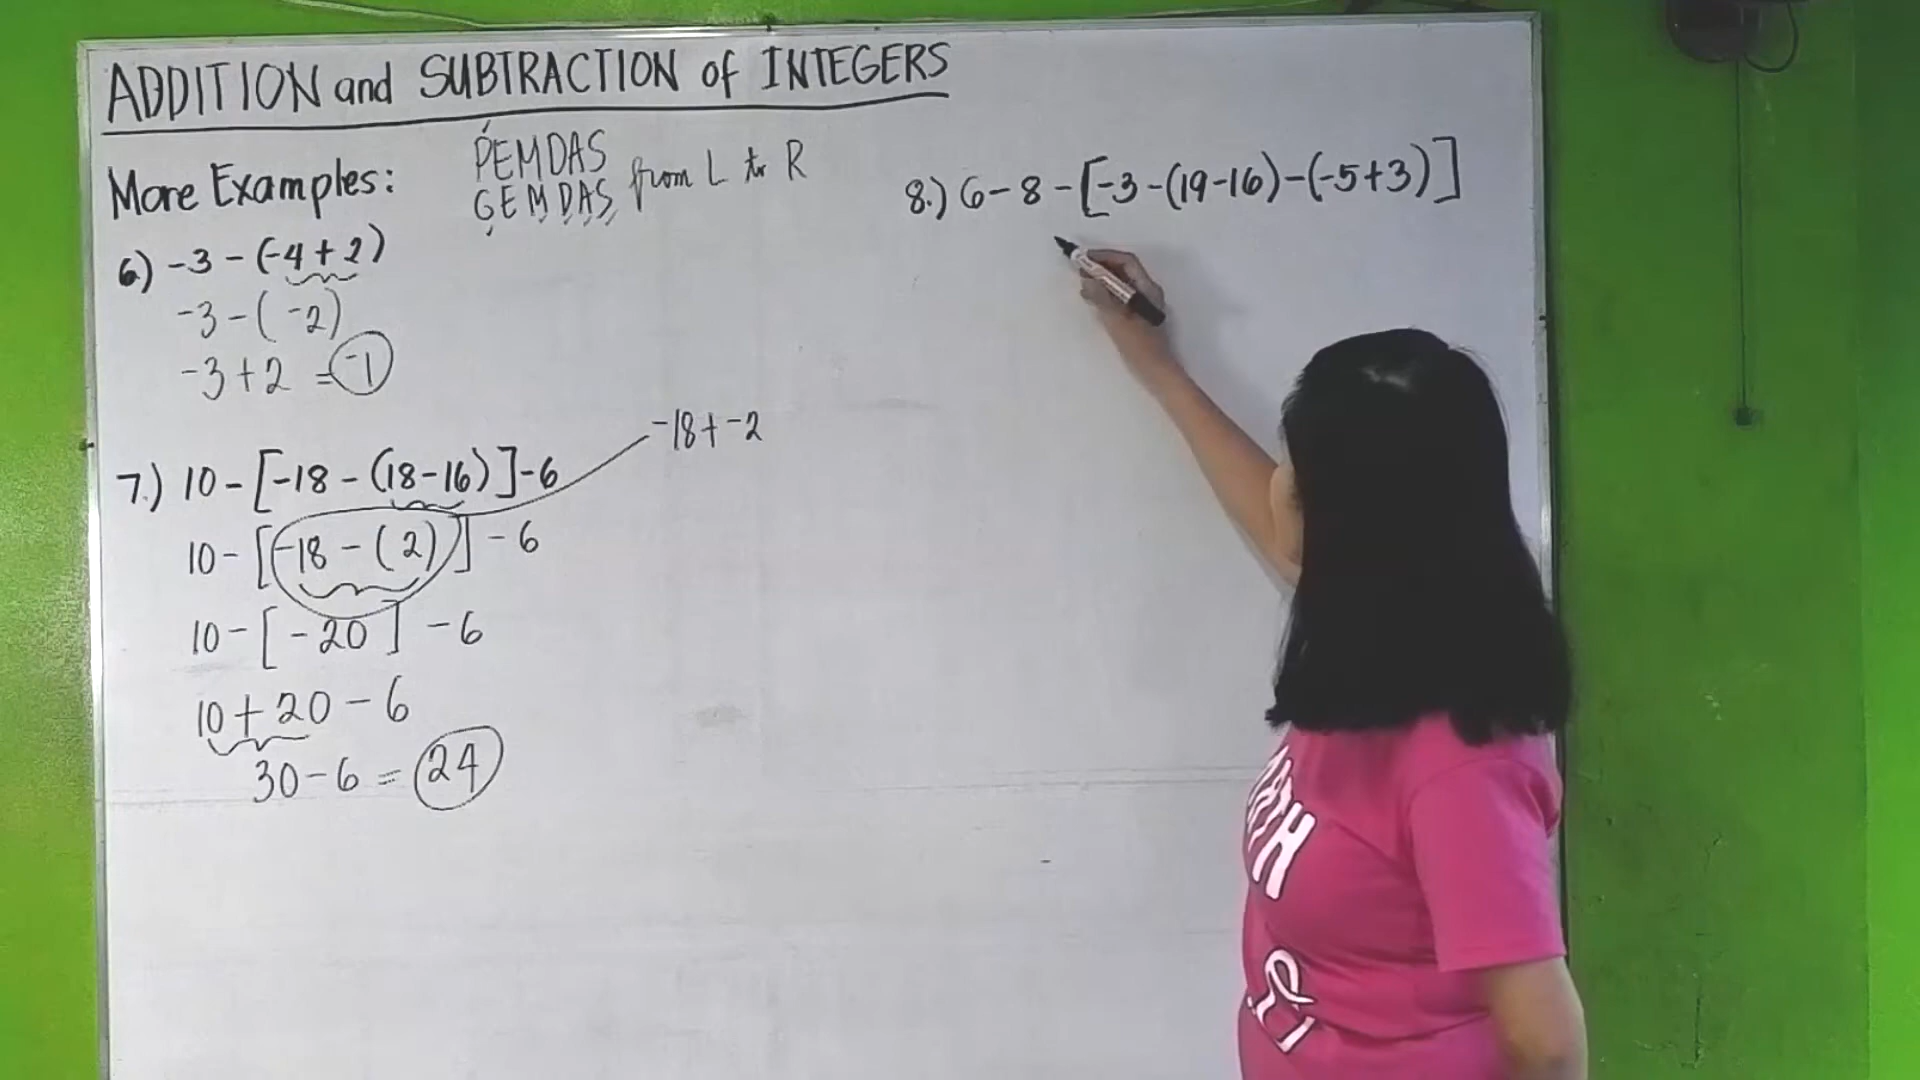 ADDITION and SUBTRACTION of INTEGERS
More Examples:
PEMDAS
GEMDAS from L to R
6.) -3 - (-4 + 2)
-3 - (-2)
-3 + 2 = -1
7.) 10 - [-18 - (18 - 16)] - 6
-18 + -2
10 - [-18 - (2)] - 6
10 - [-20] - 6
10 + 20 - 6
30 - 6 = 24
8.) 6 - 8 - [-3 - (19 - 16) - (-5 + 3)]
MATH